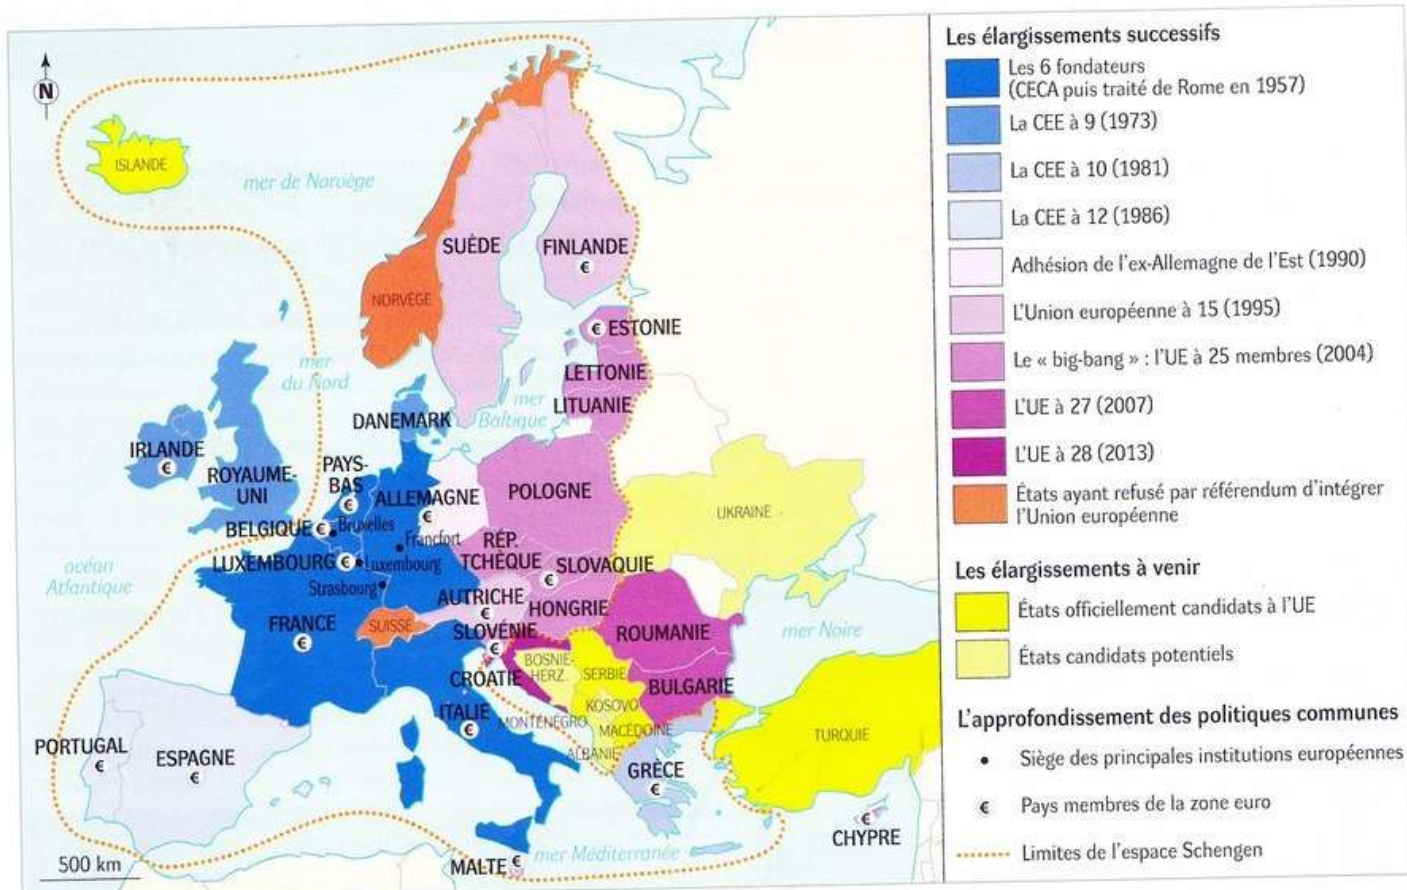 N
ISLANDE
mer de Norvège
SUÈDE
FINLANDE
€
NORVÈGE
€ ESTONIE
mer
du Nord
LETTONIE
mer
Baltique
LITUANIE
DANEMARK
IRLANDE
€
ROYAUME-
UNI
PAYS-
BAS
€
ALLEMAGNE
€
POLOGNE
UKRAINE
BELGIQUE €
Bruxelles
Francfort
RÉP.
TCHÈQUE
SLOVAQUIE
€
LUXEMBOURG €
Luxembourg
océan
Atlantique
Strasbourg
AUTRICHE
€
HONGRIE
FRANCE
€
SUISSE
SLOVÉNIE
€
ROUMANIE
mer Noire
BOSNIE-
HERZ.
SERBIE
CROATIE
BULGARIE
ITALIE
€
KOSOVO
MONTÉNÉGRO
MACÉDOINE
ALBANIE
TURQUIE
PORTUGAL
€
ESPAGNE
€
GRÈCE
€
CHYPRE
€
MALTE
€
mer Méditerranée
500 km
Les élargissements successifs
Les 6 fondateurs
(CECA puis traité de Rome en 1957)
La CEE à 9 (1973)
La CEE à 10 (1981)
La CEE à 12 (1986)
Adhésion de l'ex-Allemagne de l'Est (1990)
L'Union européenne à 15 (1995)
Le « big-bang » : l'UE à 25 membres (2004)
L'UE à 27 (2007)
L'UE à 28 (2013)
États ayant refusé par référendum d'intégrer
l'Union européenne
Les élargissements à venir
États officiellement candidats à l'UE
États candidats potentiels
L'approfondissement des politiques communes
Siège des principales institutions européennes
€ Pays membres de la zone euro
Limites de l'espace Schengen